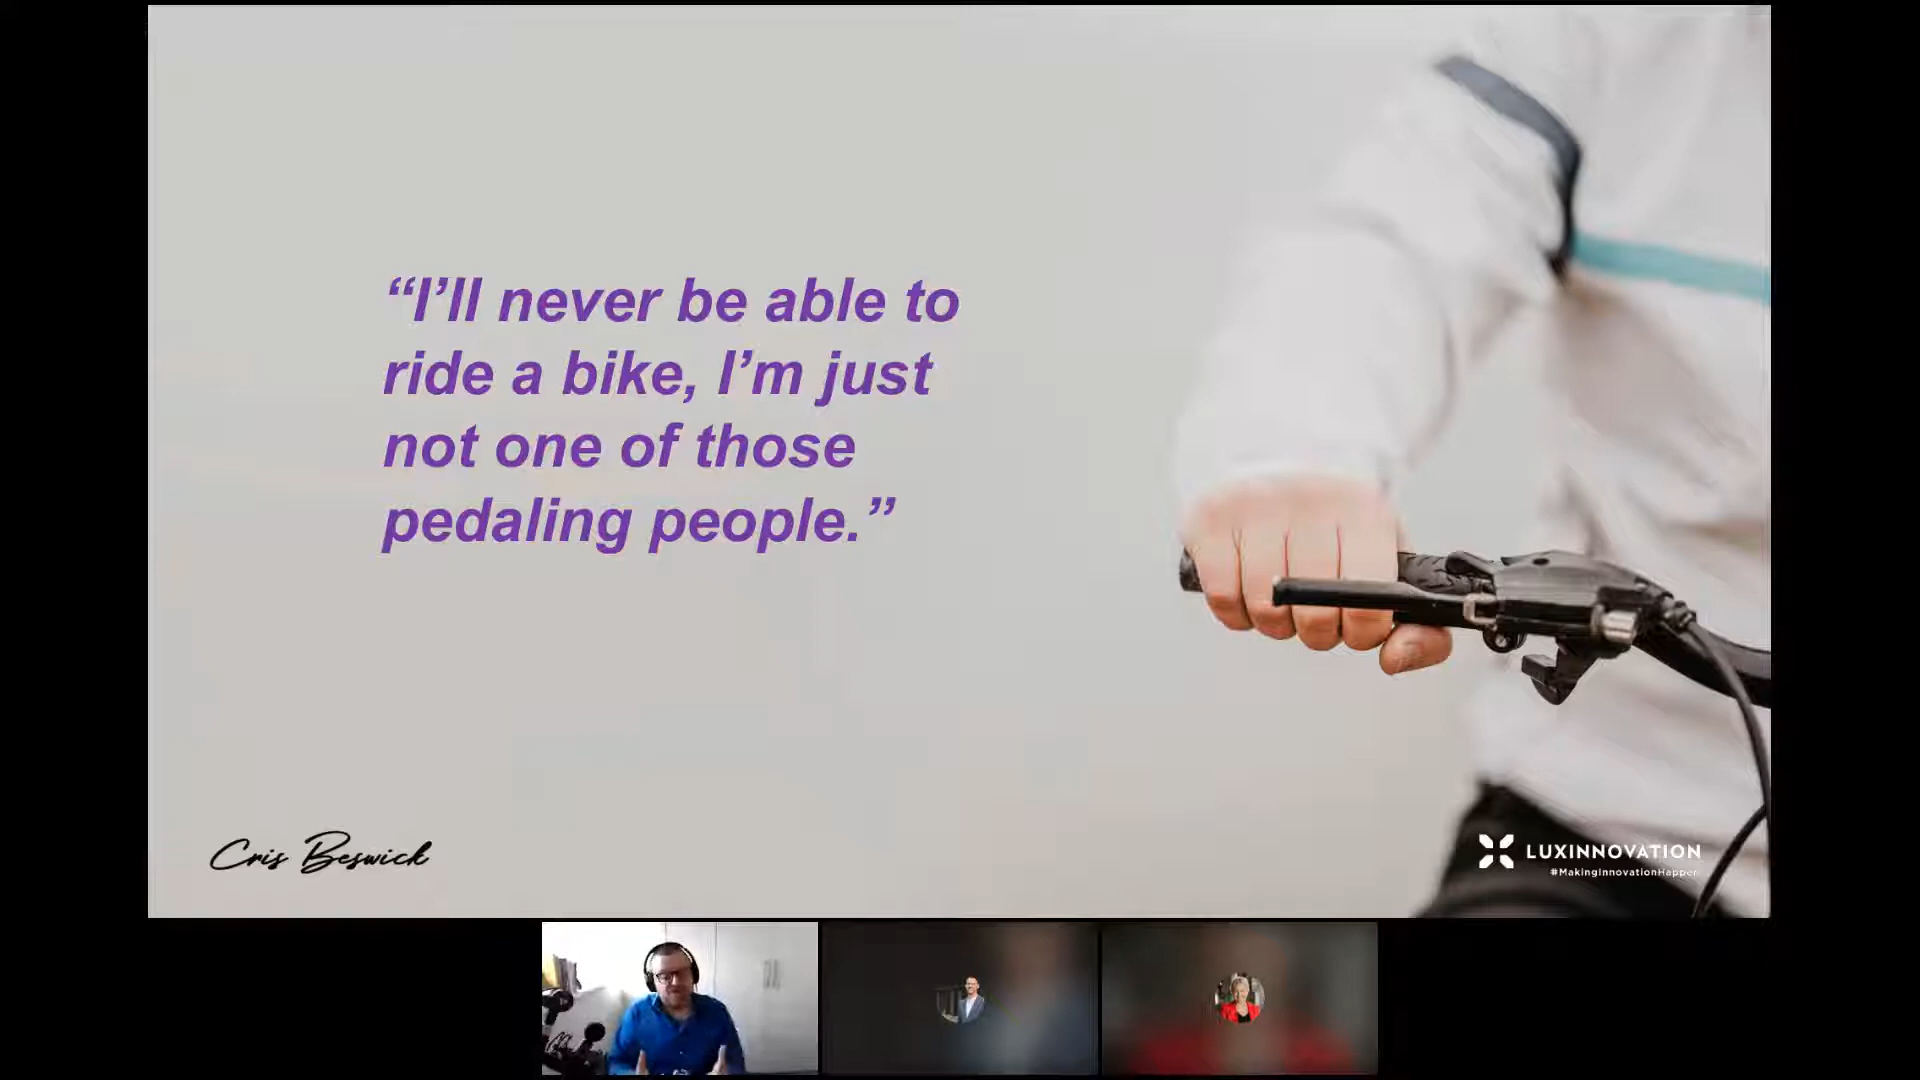 “I’ll never be able to
ride a bike, I’m just
not one of those
pedaling people.”
Cris Beswick
LUXINNOVATION
#MakingInnovationHappen